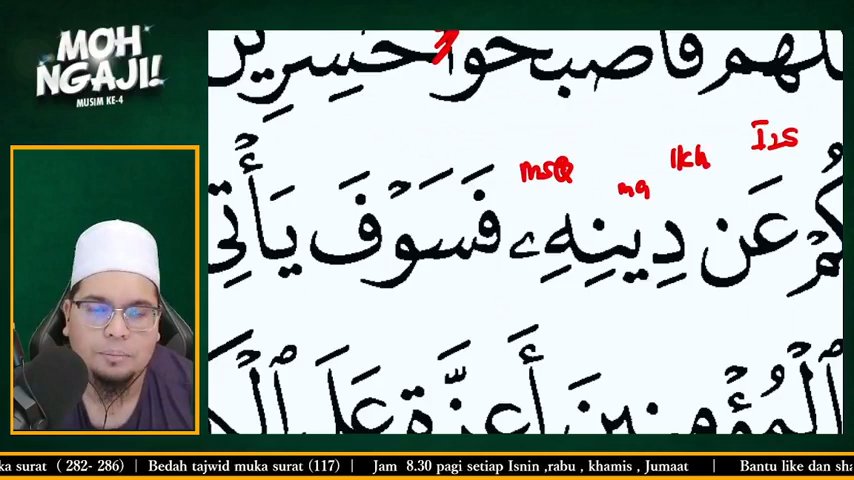 MOH
NGAJI!
MUSIM KE-4
فَأَصْبَحُوا۟ خَٰسِرِينَ
كُمْ عَن دِينِهِۦ فَسَوْفَ يَأْتِى
ٱلْمُؤْمِنِينَ أَعِزَّةٍ عَلَى
I2S
Ikh
mq
msQ
ka surat ( 282- 286) | Bedah tajwid muka surat (117) | Jam 8.30 pagi setiap Isnin ,rabu , khamis , Jumaat | Bantu like dan sha